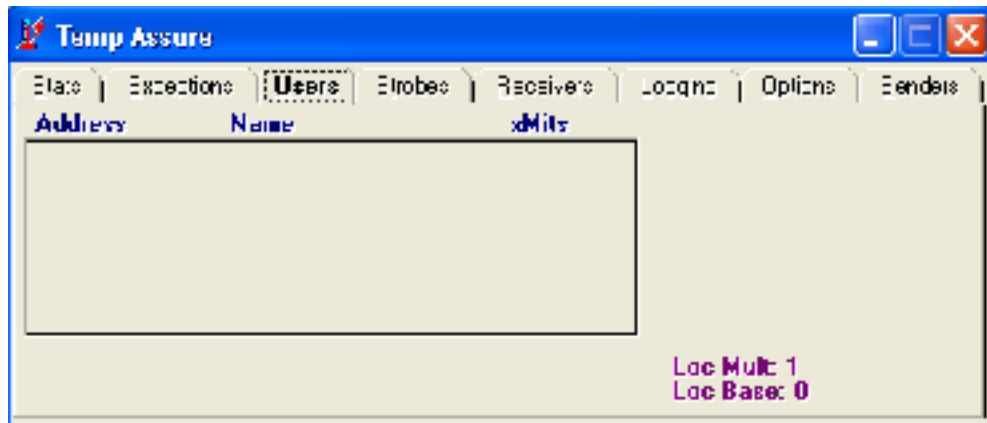 Temp Assure
Stats Exceptions Users Strobes Receivers Logging Options Senders
Address Name xMits
Loc Mult: 1
Loc Base: 0